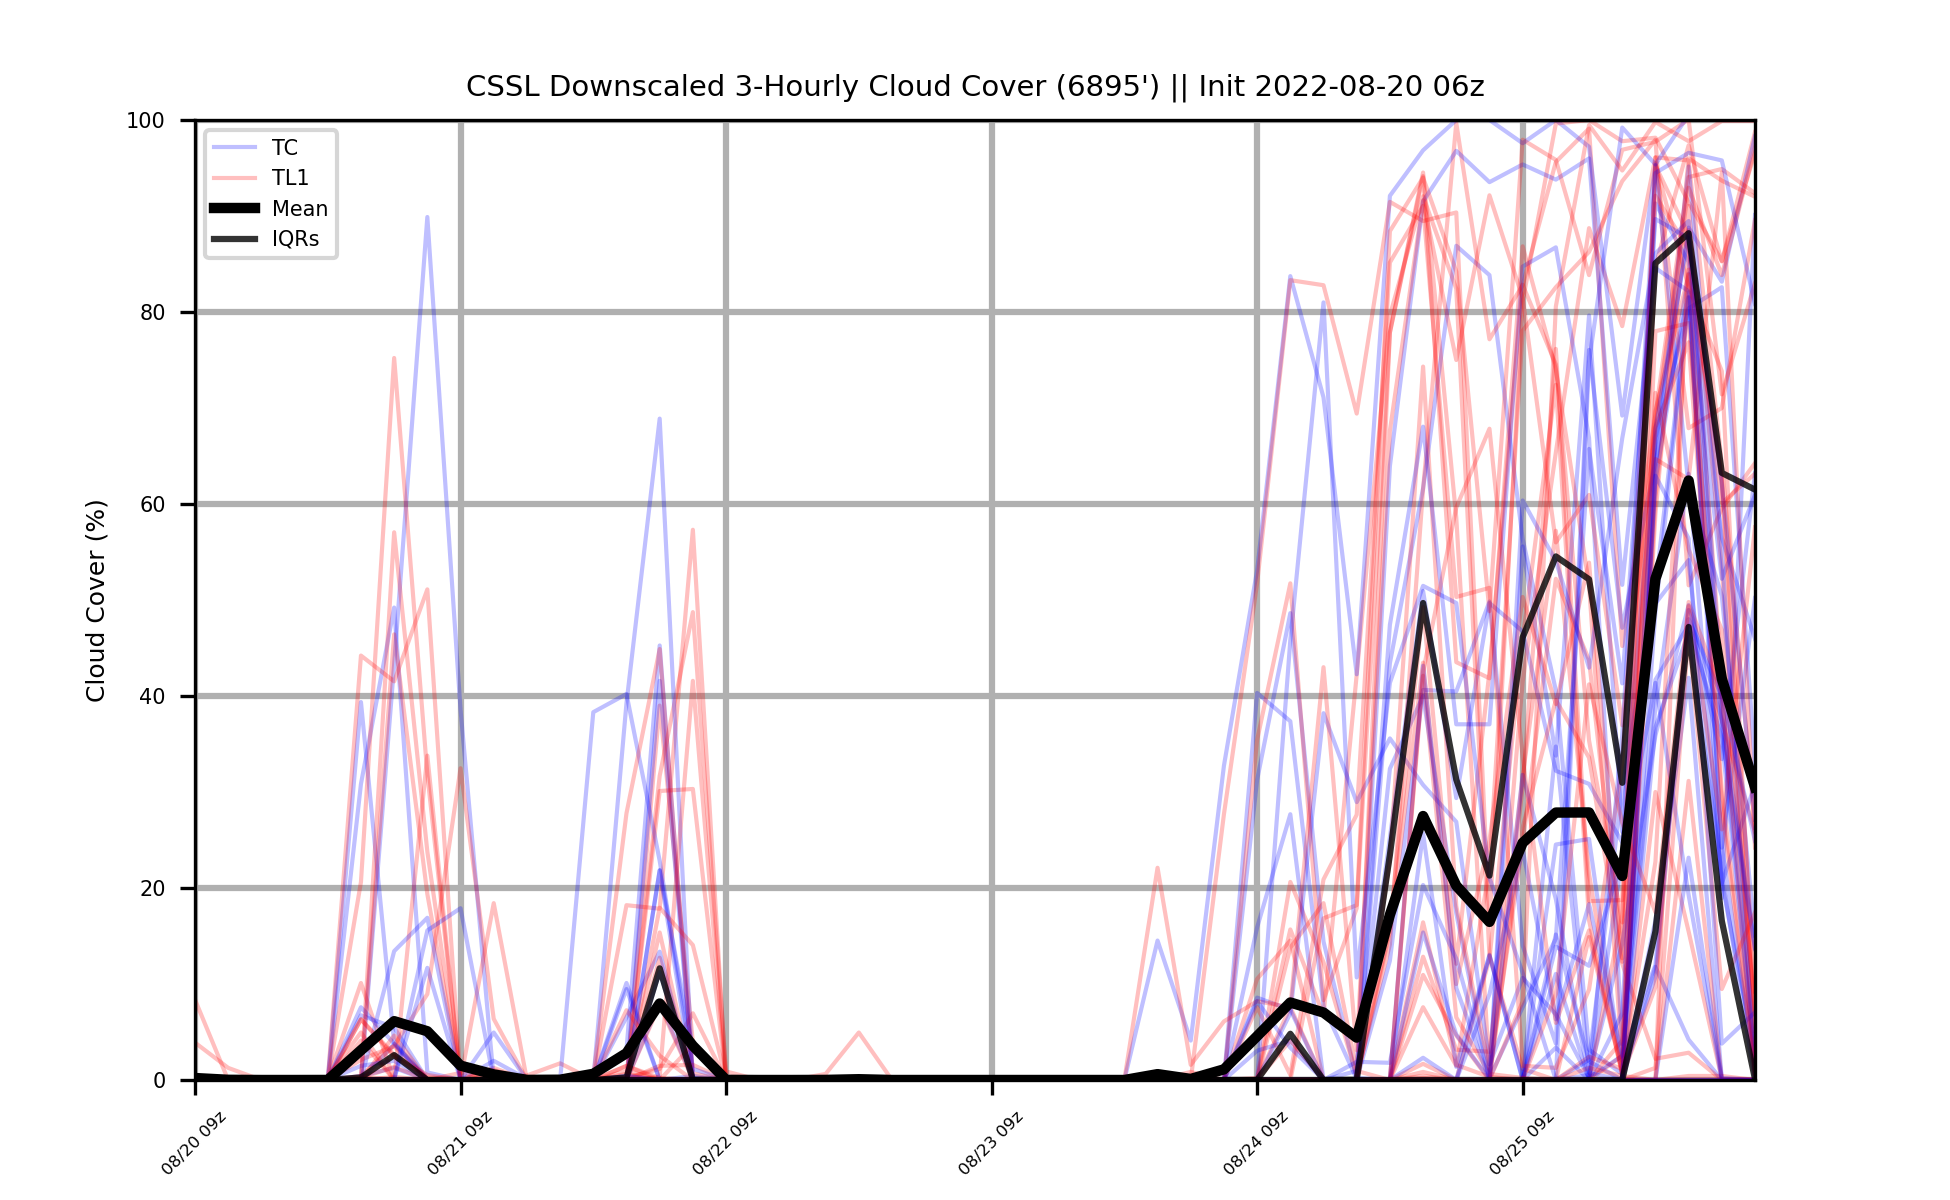 CSSL Downscaled 3-Hourly Cloud Cover (6895') || Init 2022-08-20 06z
Cloud Cover (%)
100
80
60
40
20
0
TC
TL1
Mean
IQRs
08/20 09z
08/21 09z
08/22 09z
08/23 09z
08/24 09z
08/25 09z